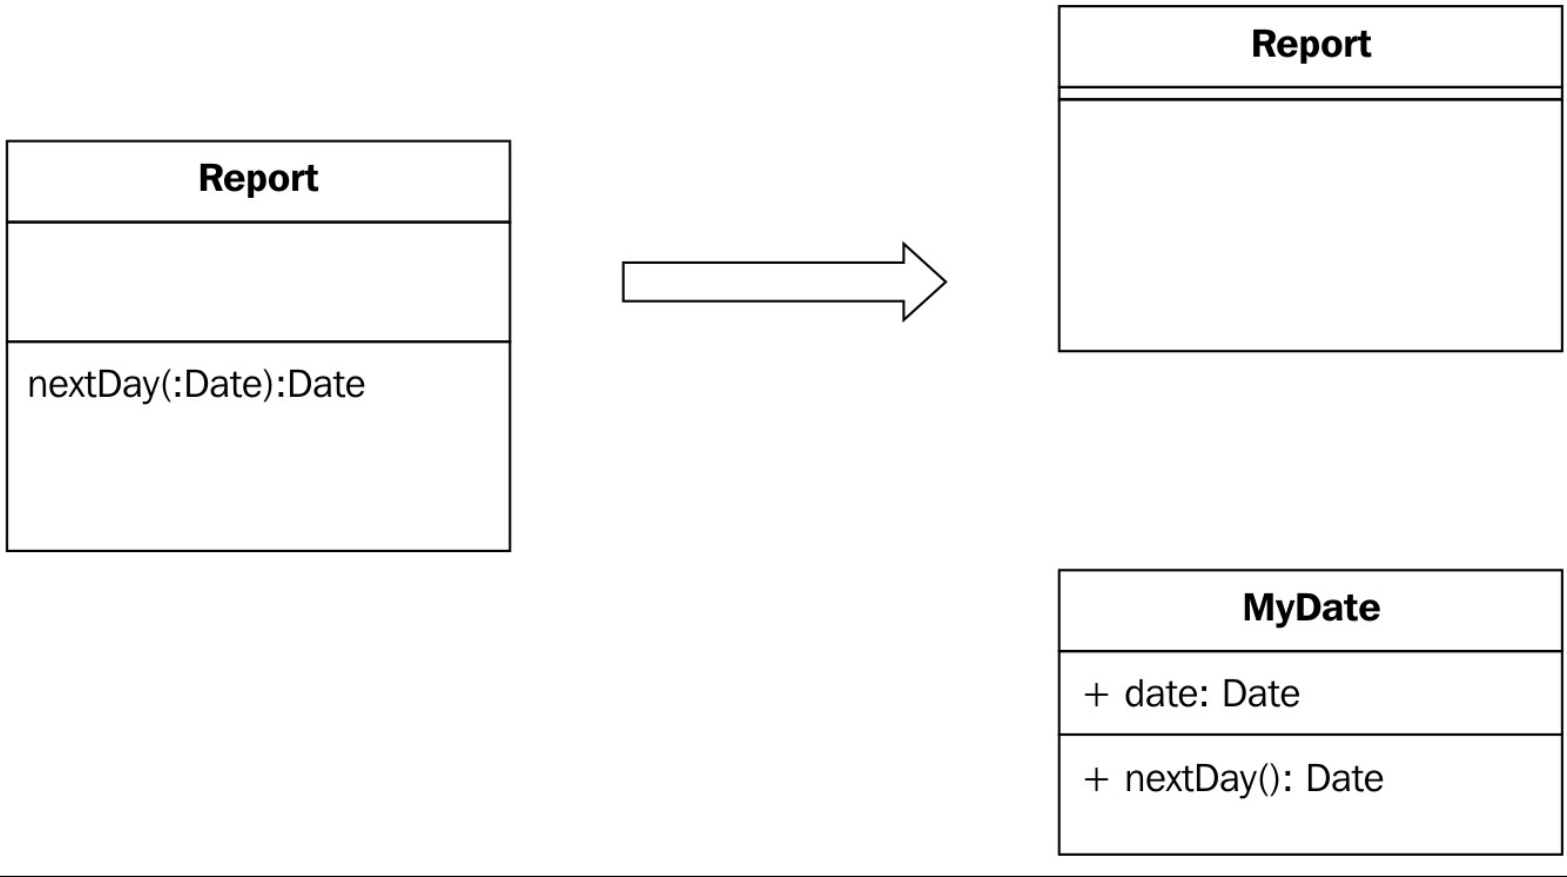 Report
nextDay(:Date):Date
Report
MyDate
+ date: Date
+ nextDay(): Date